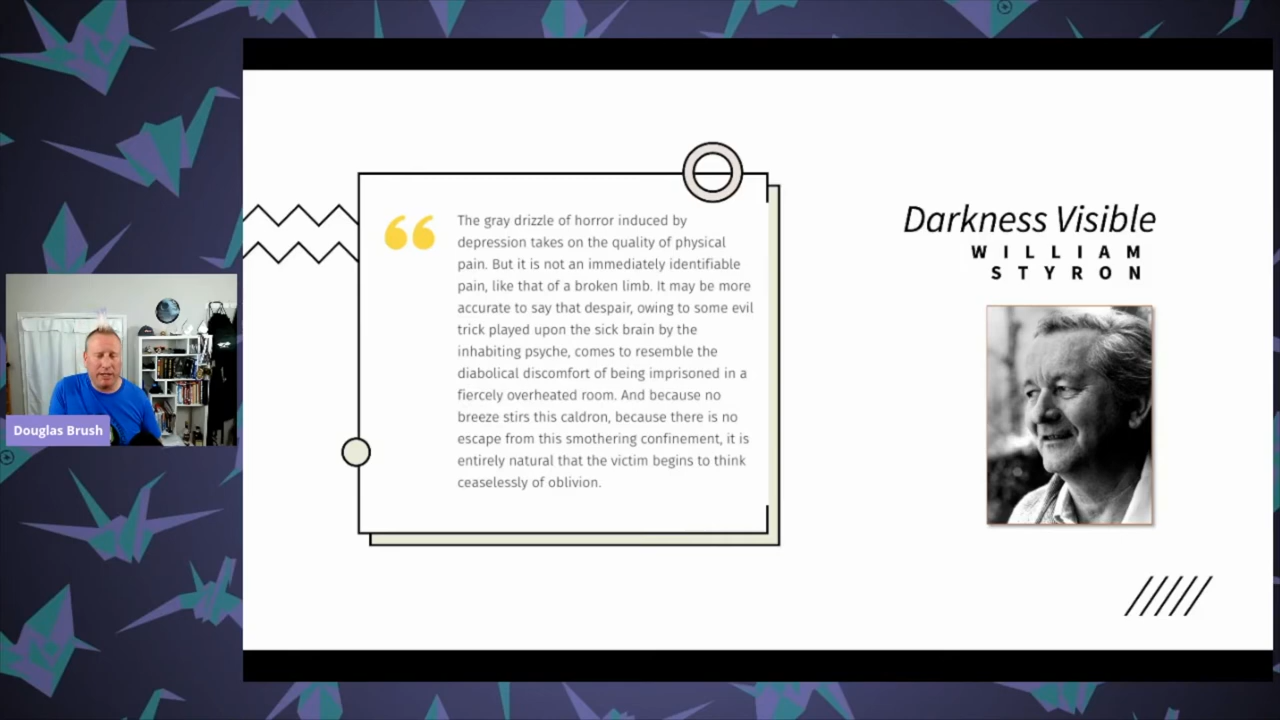 “
The gray drizzle of horror induced by
depression takes on the quality of physical
pain. But it is not an immediately identifiable
pain, like that of a broken limb. It may be more
accurate to say that despair, owing to some evil
trick played upon the sick brain by the
inhabiting psyche, comes to resemble the
diabolical discomfort of being imprisoned in a
fiercely overheated room. And because no
breeze stirs this caldron, because there is no
escape from this smothering confinement, it is
entirely natural that the victim begins to think
ceaselessly of oblivion.
Darkness Visible
WILLIAM
STYRON
Douglas Brush